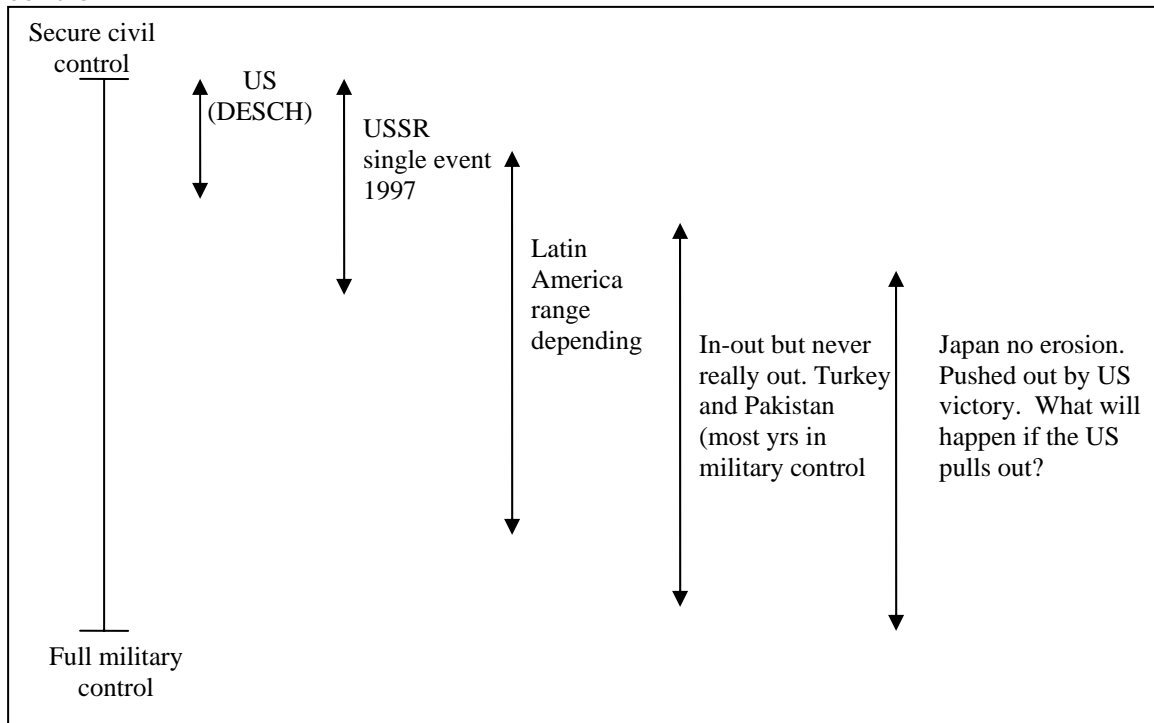 Secure civil
control
US
(DESCH)
USSR
single event
1997
Latin
America
range
depending
In-out but never
really out. Turkey
and Pakistan
(most yrs in
military control
Japan no erosion.
Pushed out by US
victory.  What will
happen if the US
pulls out?
Full military
control